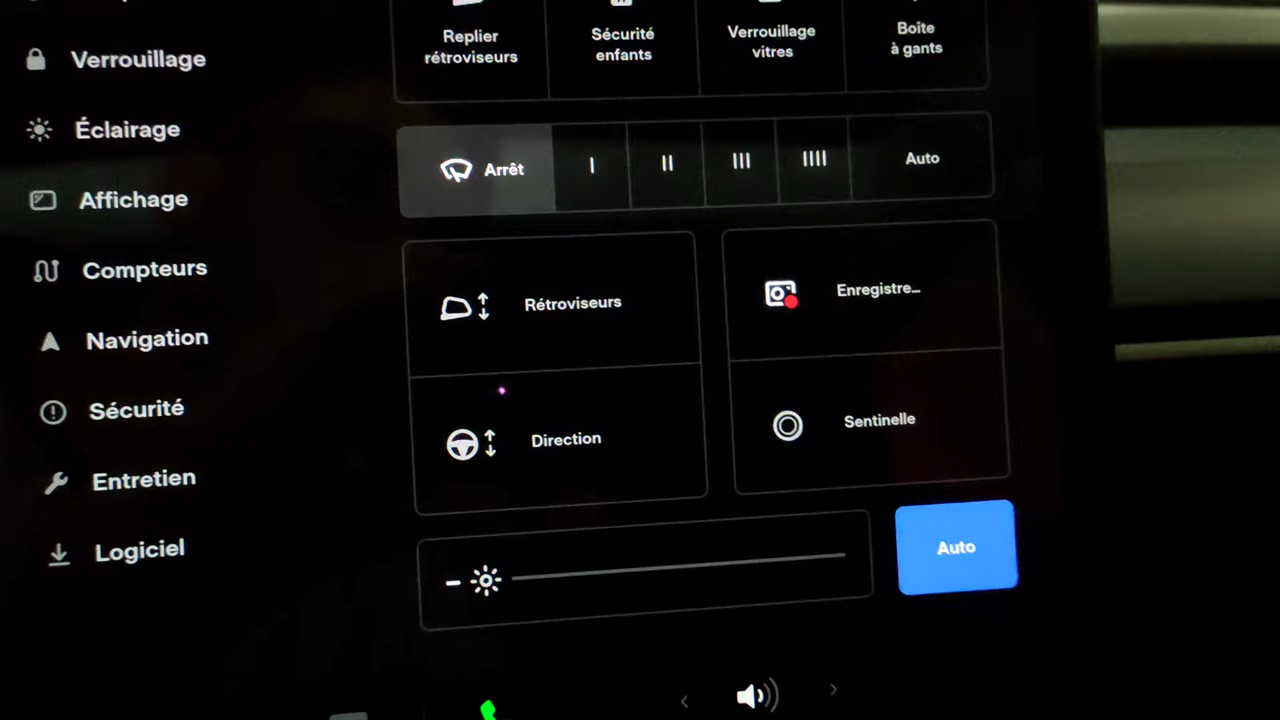 Verrouillage
Éclairage
Affichage
Compteurs
Navigation
Sécurité
Entretien
Logiciel
Replier
rétroviseurs
Sécurité
enfants
Verrouillage
vitres
Boîte
à gants
Arrêt
I
II
III
IIII
Auto
Rétroviseurs
Direction
Enregistre...
Sentinelle
Auto